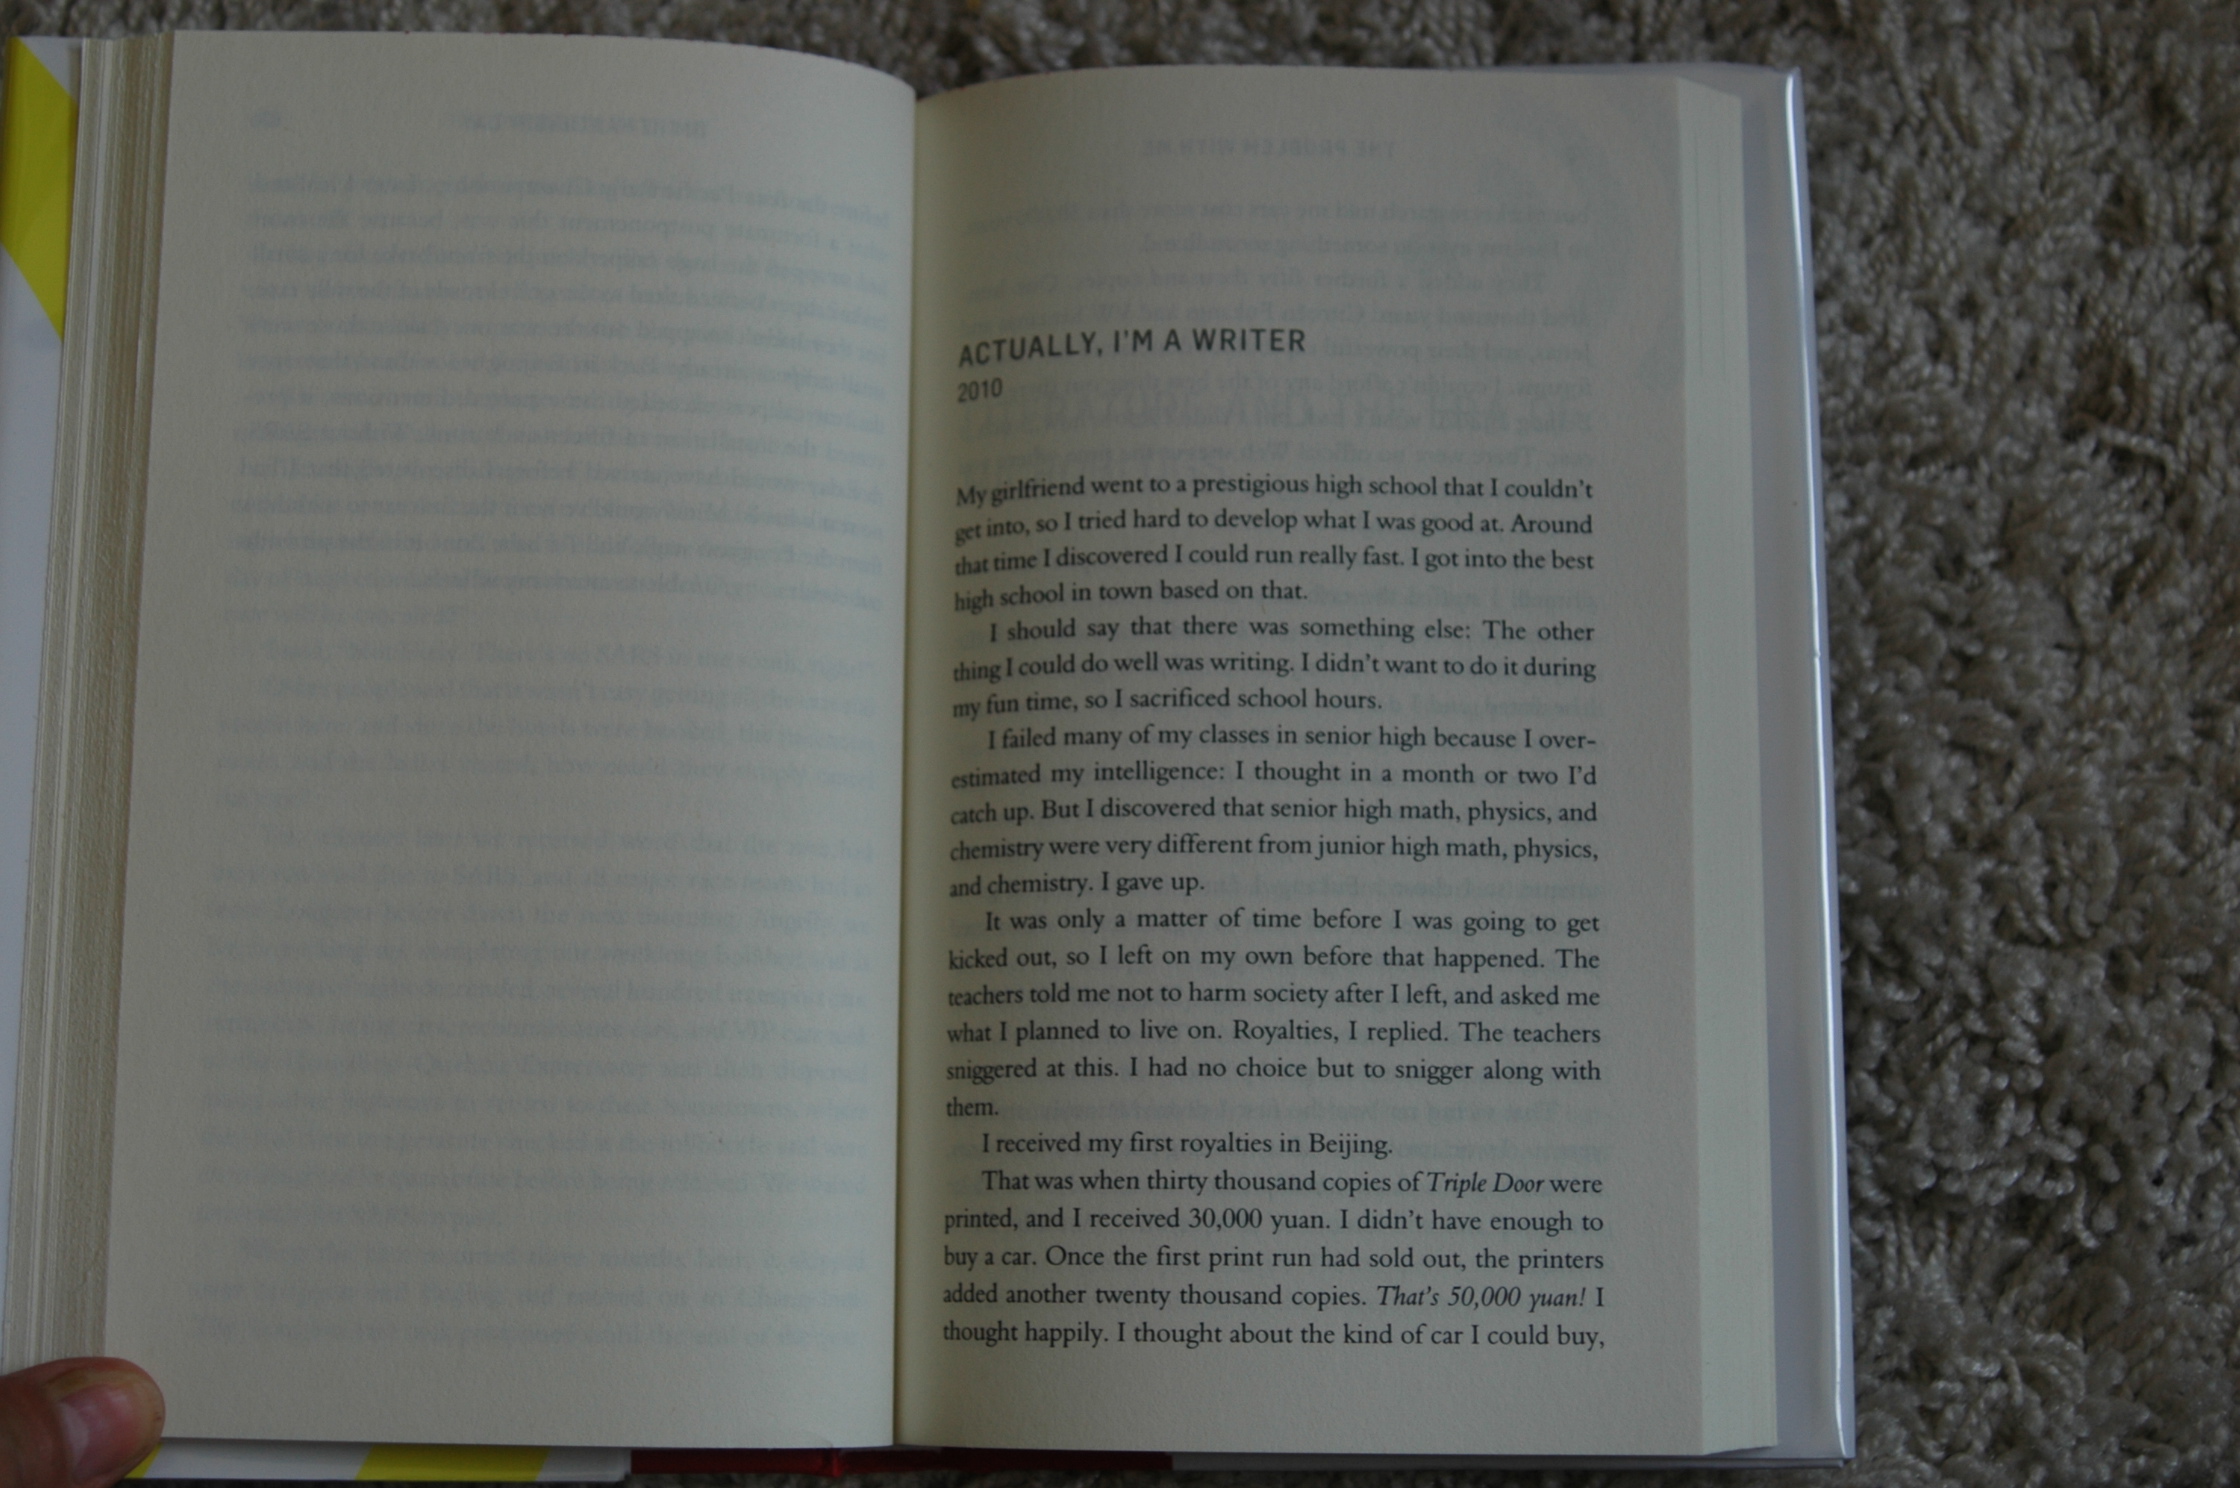 ACTUALLY, I'M A WRITER
2010
My girlfriend went to a prestigious high school that I couldn't
get into, so I tried hard to develop what I was good at. Around
that time I discovered I could run really fast. I got into the best
high school in town based on that.
I should say that there was something else: The other
thing I could do well was writing. I didn't want to do it during
my fun time, so I sacrificed school hours.
I failed many of my classes in senior high because I over-
estimated my intelligence: I thought in a month or two I'd
catch up. But I discovered that senior high math, physics, and
chemistry were very different from junior high math, physics,
and chemistry. I gave up.
It was only a matter of time before I was going to get
kicked out, so I left on my own before that happened. The
teachers told me not to harm society after I left, and asked me
what I planned to live on. Royalties, I replied. The teachers
sniggered at this. I had no choice but to snigger along with
them.
I received my first royalties in Beijing.
That was when thirty thousand copies of Triple Door were
printed, and I received 30,000 yuan. I didn't have enough to
buy a car. Once the first print run had sold out, the printers
added another twenty thousand copies. That's 50,000 yuan! I
thought happily. I thought about the kind of car I could buy,